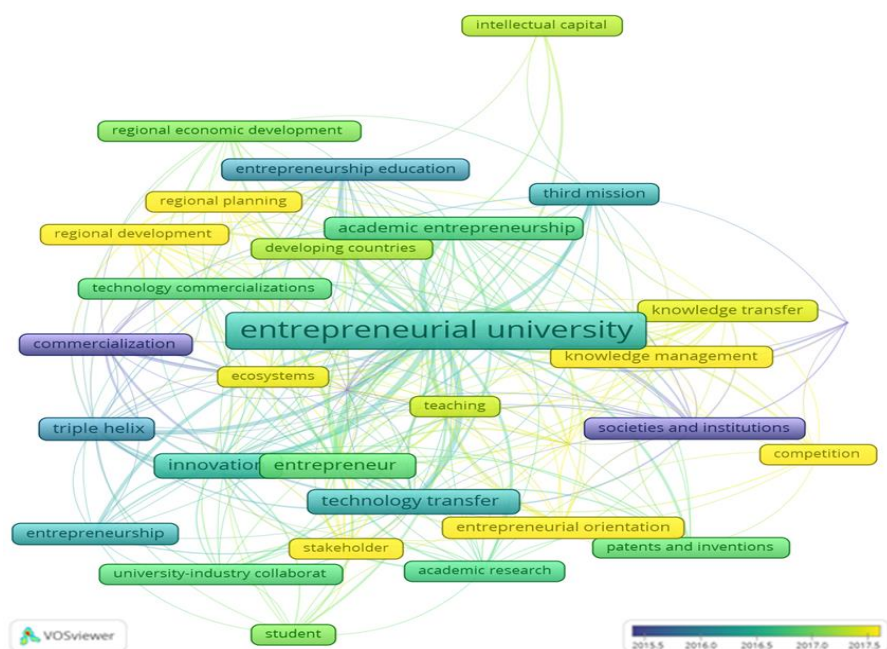 intellectual capital
regional economic development
entrepreneurship education
third mission
regional planning
academic entrepreneurship
regional development
developing countries
technology commercializations
knowledge transfer
entrepreneurial university
commercialization
knowledge management
ecosystems
teaching
triple helix
societies and institutions
competition
innovation
entrepreneur
technology transfer
entrepreneurship
entrepreneurial orientation
stakeholder
patents and inventions
university-industry collaborat
academic research
student
VOSviewer
2015.5 2016.0 2016.5 2017.0 2017.5